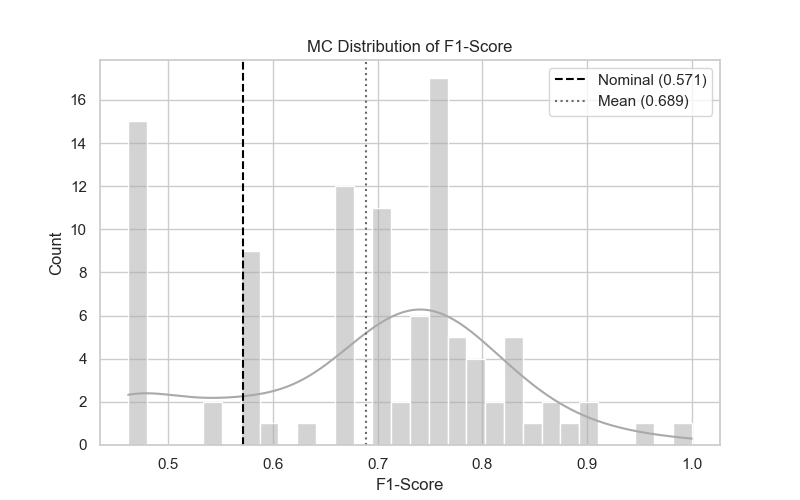 MC Distribution of F1-Score
Nominal (0.571)
Mean (0.689)
Count
16
14
12
10
8
6
4
2
0
0.5 0.6 0.7 0.8 0.9 1.0
F1-Score